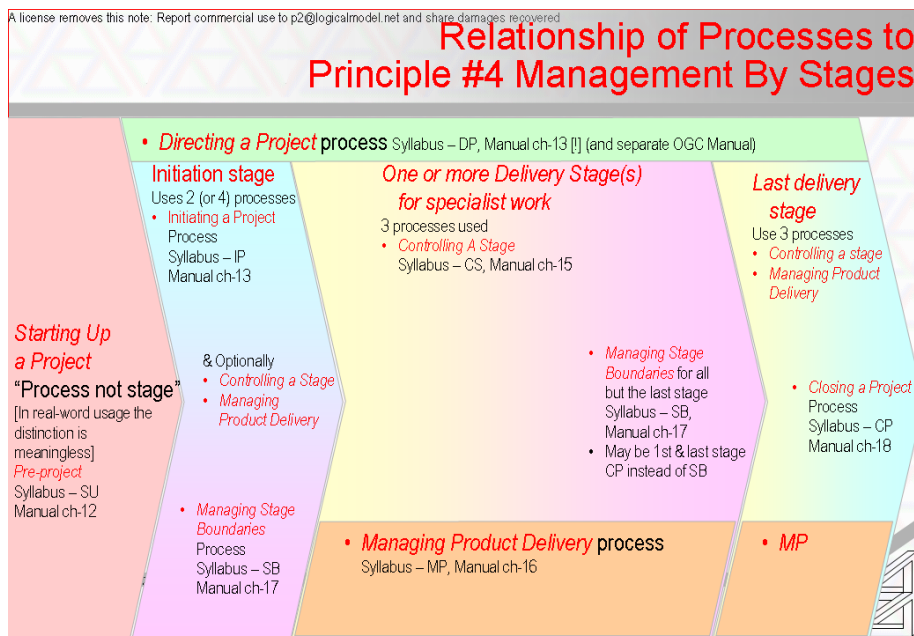 A license removes this note: Report commercial use to p2@logicalmodel.net and share damages recovered
Relationship of Processes to
Principle #4 Management By Stages
• Directing a Project process Syllabus – DP, Manual ch-13 [!] (and separate OGC Manual)
Starting Up
a Project
"Process not stage"
[In real-word usage the
distinction is
meaningless]
Pre-project
Syllabus – SU
Manual ch-12
Initiation stage
Uses 2 (or 4) processes
• Initiating a Project
Process
Syllabus – IP
Manual ch-13
& Optionally
• Controlling a Stage
• Managing
Product Delivery
• Managing Stage
Boundaries
Process
Syllabus – SB
Manual ch-17
One or more Delivery Stage(s)
for specialist work
3 processes used
• Controlling A Stage
Syllabus – CS, Manual ch-15
• Managing Stage
Boundaries for all
but the last stage
Syllabus – SB,
Manual ch-17
• May be 1st & last stage
CP instead of SB
• Managing Product Delivery process
Syllabus – MP, Manual ch-16
Last delivery
stage
Use 3 processes
• Controlling a stage
• Managing Product
Delivery
• Closing a Project
Process
Syllabus – CP
Manual ch-18
• MP